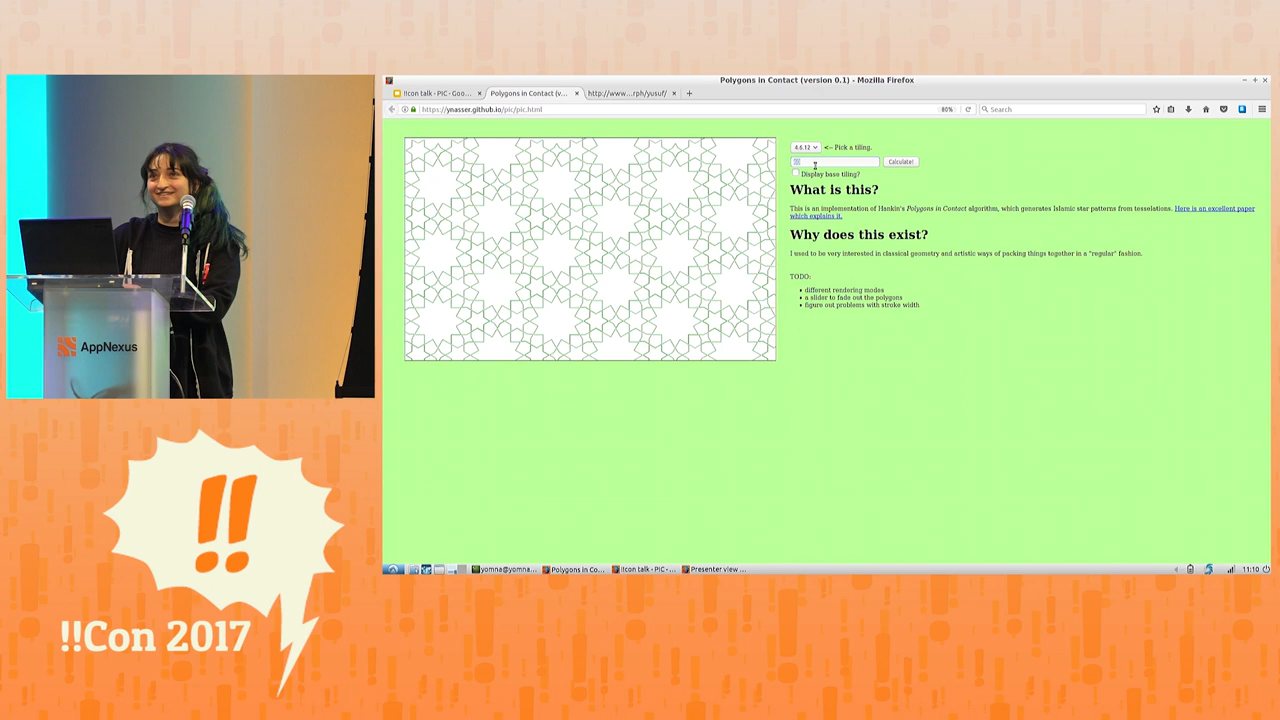 Polygons in Contact (version 0.1) - Mozilla Firefox
!!con talk - PIC - Goo...
Polygons in Contact (v...
http://www...rph/yusuf/
https://ynasser.github.io/pic/pic.html
80%
Search
4.6.12
<-- Pick a tiling.
Calculate!
Display base tiling?
What is this?
This is an implementation of Hankin's Polygons in Contact algorithm, which generates Islamic star patterns from tesselations. Here is an excellent paper
which explains it.
Why does this exist?
I used to be very interested in classical geometry and artistic ways of packing things together in a "regular" fashion.
TODO:
different rendering modes
a slider to fade out the polygons
figure out problems with stroke width
yomna@yomna...
Polygons in Co...
!!con talk - PIC -...
Presenter view ...
11:10
AppNexus
!!
!!Con 2017